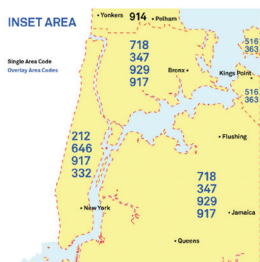 INSET AREA
• Yonkers
914
• Pelham
Single Area Code
Overlay Area Codes
718
347
929
917
Bronx •
516
363
Kings Point •
516
363
• Flushing
212
646
917
332
718
347
929
917
• New York
• Jamaica
• Queens